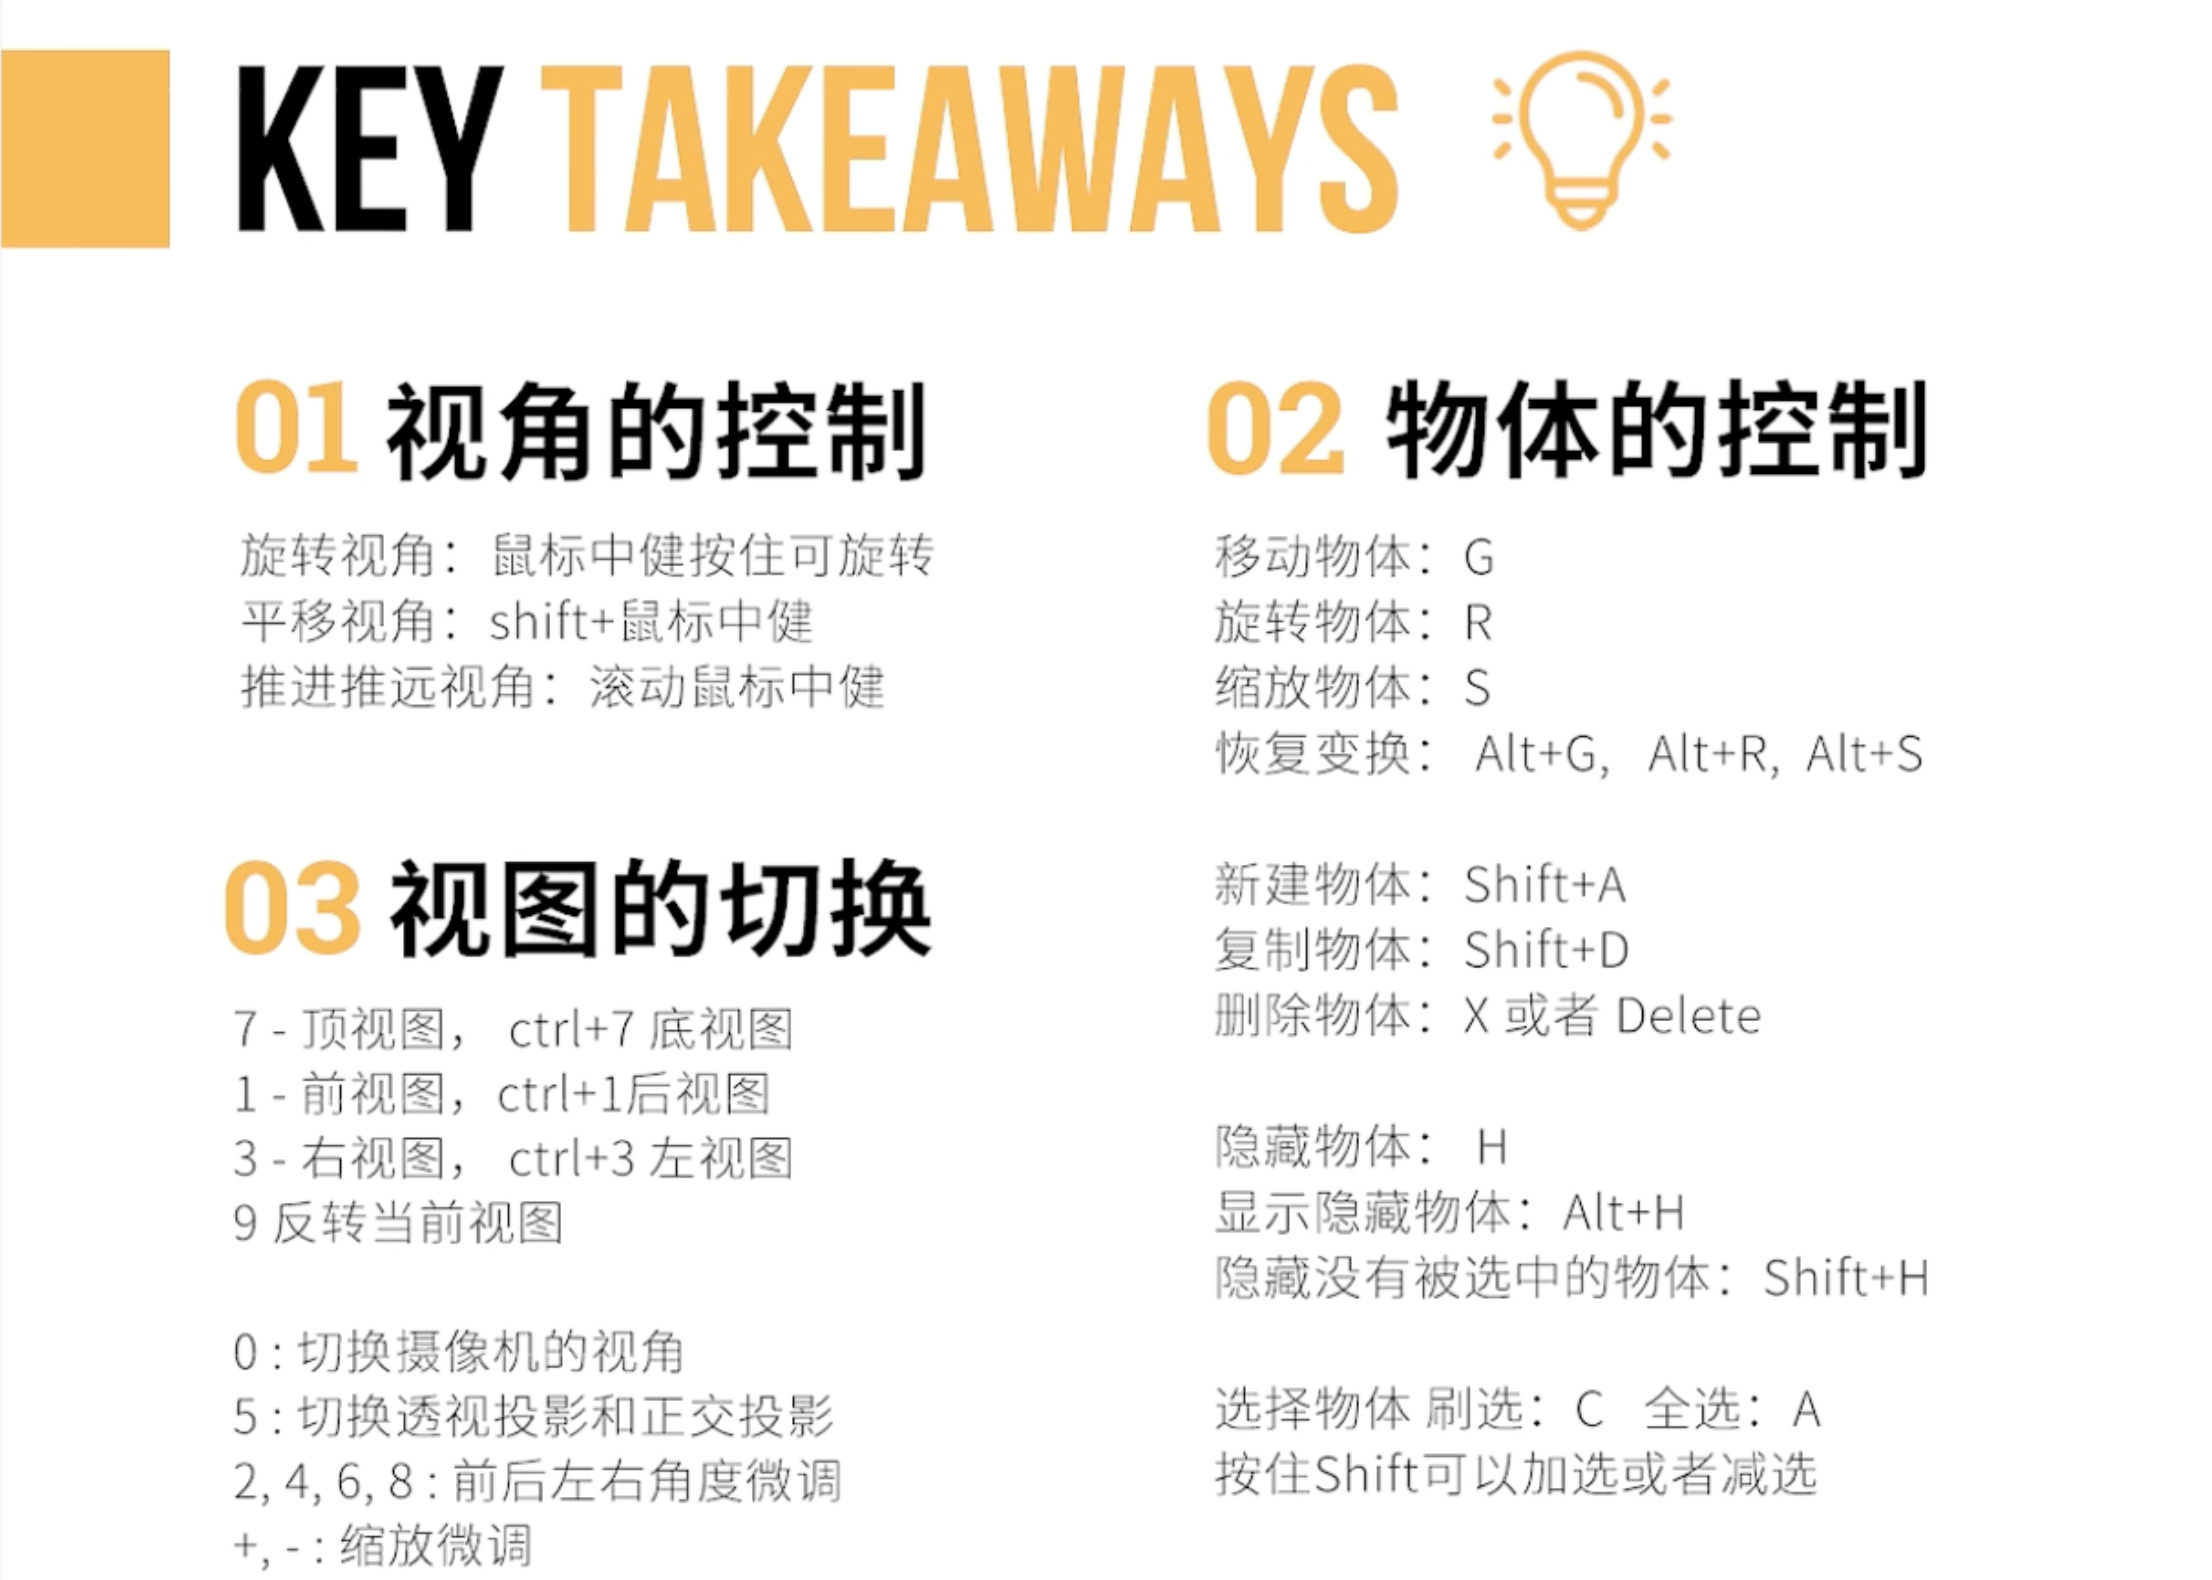 KEY TAKEAWAYS
01 视角的控制
旋转视角：鼠标中健按住可旋转
平移视角：shift+鼠标中健
推进推远视角：滚动鼠标中健
02 物体的控制
移动物体：G
旋转物体：R
缩放物体：S
恢复变换： Alt+G, Alt+R, Alt+S
新建物体：Shift+A
复制物体：Shift+D
删除物体：X 或者 Delete
隐藏物体： H
显示隐藏物体：Alt+H
隐藏没有被选中的物体：Shift+H
选择物体 刷选：C 全选：A
按住Shift可以加选或者减选
03 视图的切换
7 - 顶视图， ctrl+7 底视图
1 - 前视图，ctrl+1后视图
3 - 右视图， ctrl+3 左视图
9 反转当前视图
0 : 切换摄像机的视角
5 : 切换透视投影和正交投影
2, 4, 6, 8 : 前后左右角度微调
+, - : 缩放微调